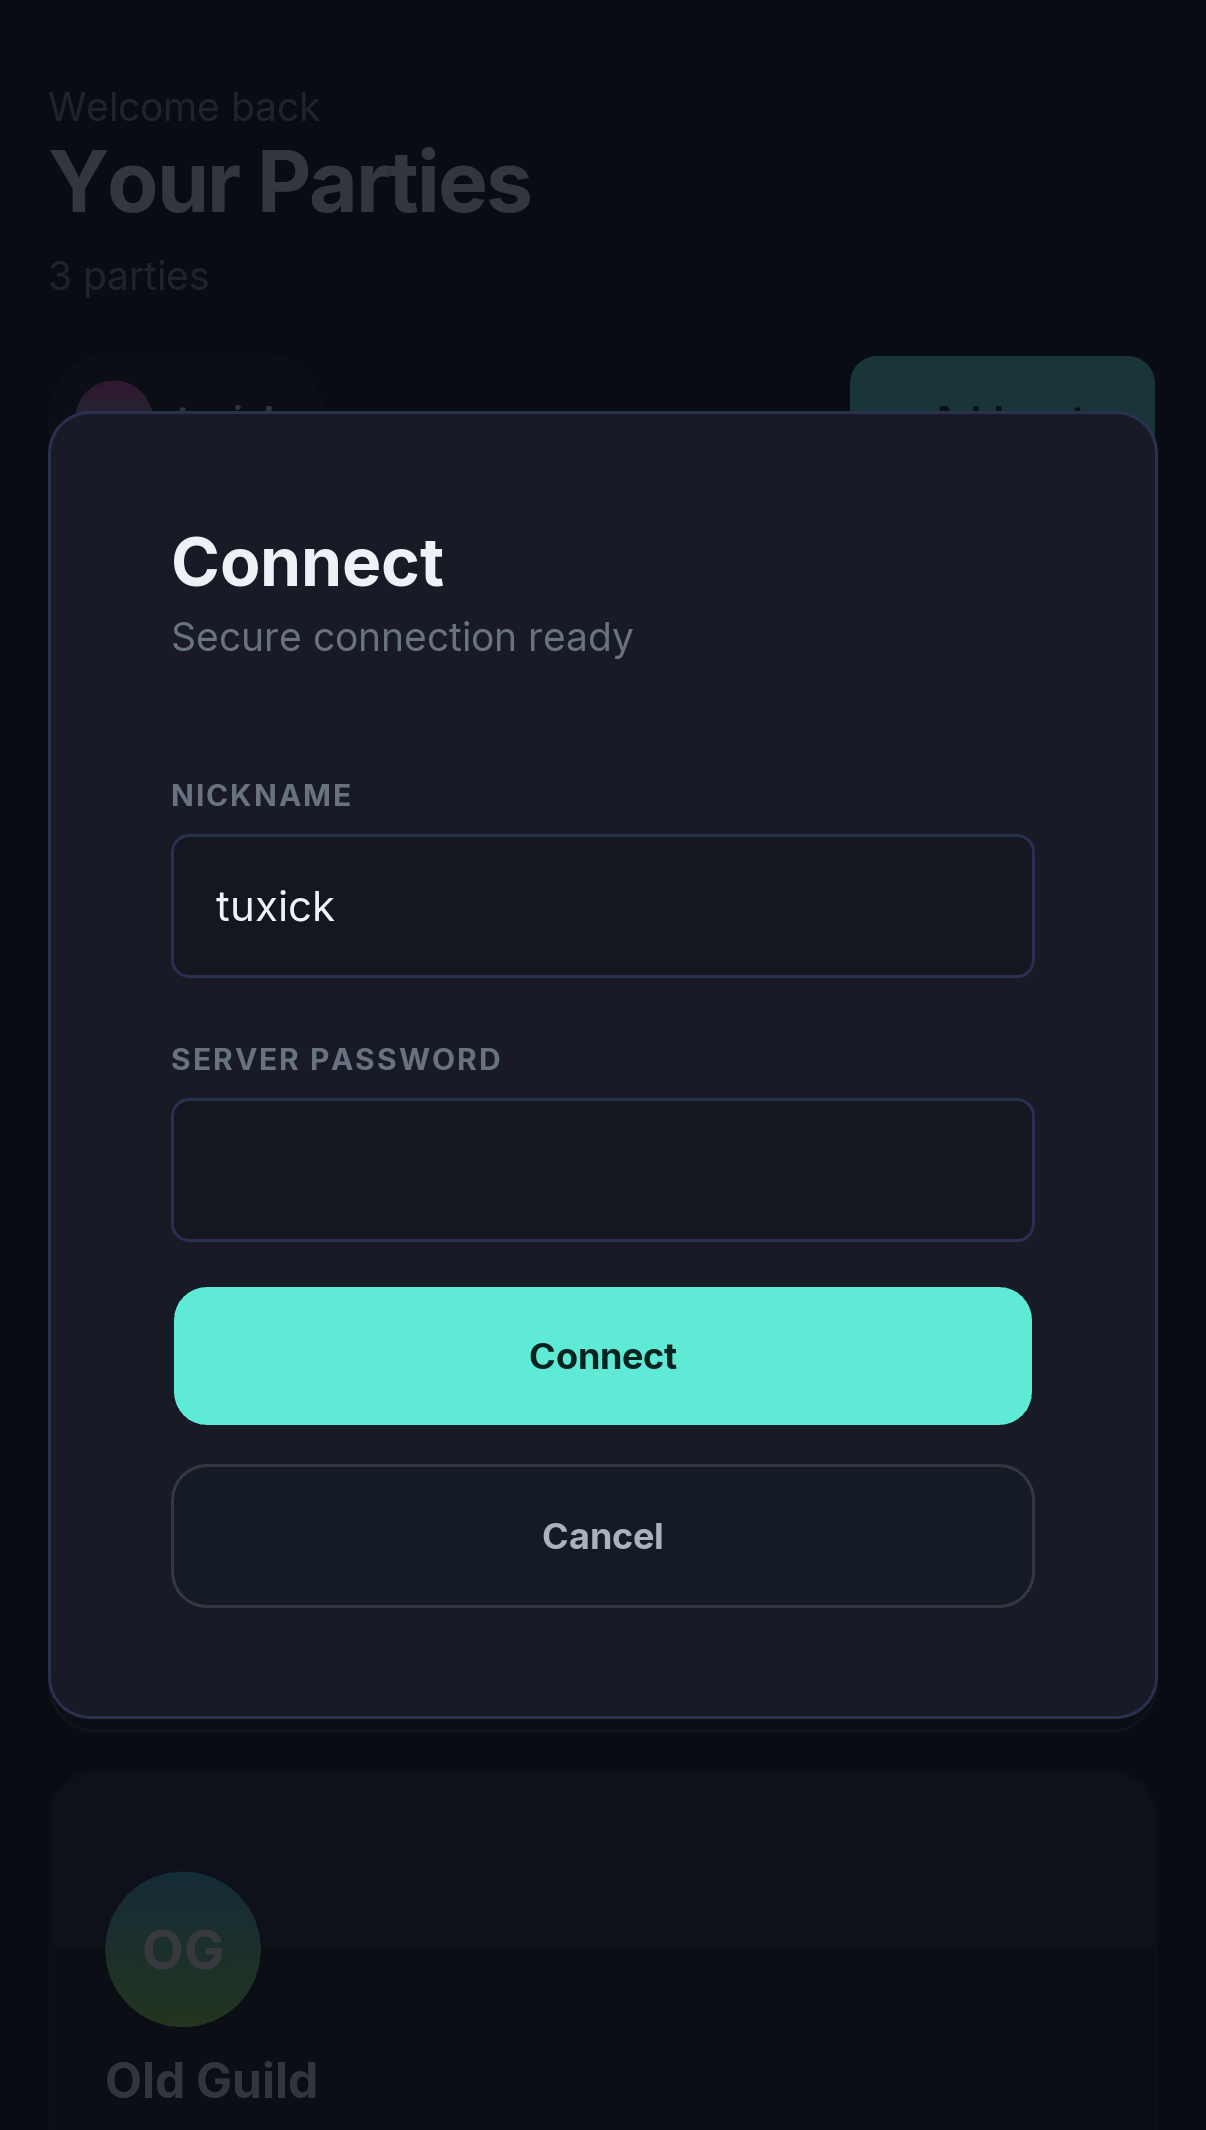 Welcome back
Your Parties
3 parties
Connect
Secure connection ready
NICKNAME
tuxick
SERVER PASSWORD
Connect
Cancel
OG
Old Guild